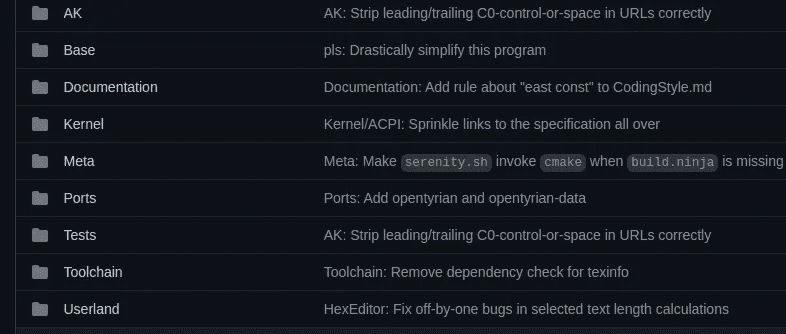 AK AK: Strip leading/trailing C0-control-or-space in URLs correctly
Base pls: Drastically simplify this program
Documentation Documentation: Add rule about "east const" to CodingStyle.md
Kernel Kernel/ACPI: Sprinkle links to the specification all over
Meta Meta: Make serenity.sh invoke cmake when build.ninja is missing
Ports Ports: Add opentyrian and opentyrian-data
Tests AK: Strip leading/trailing C0-control-or-space in URLs correctly
Toolchain Toolchain: Remove dependency check for texinfo
Userland HexEditor: Fix off-by-one bugs in selected text length calculations